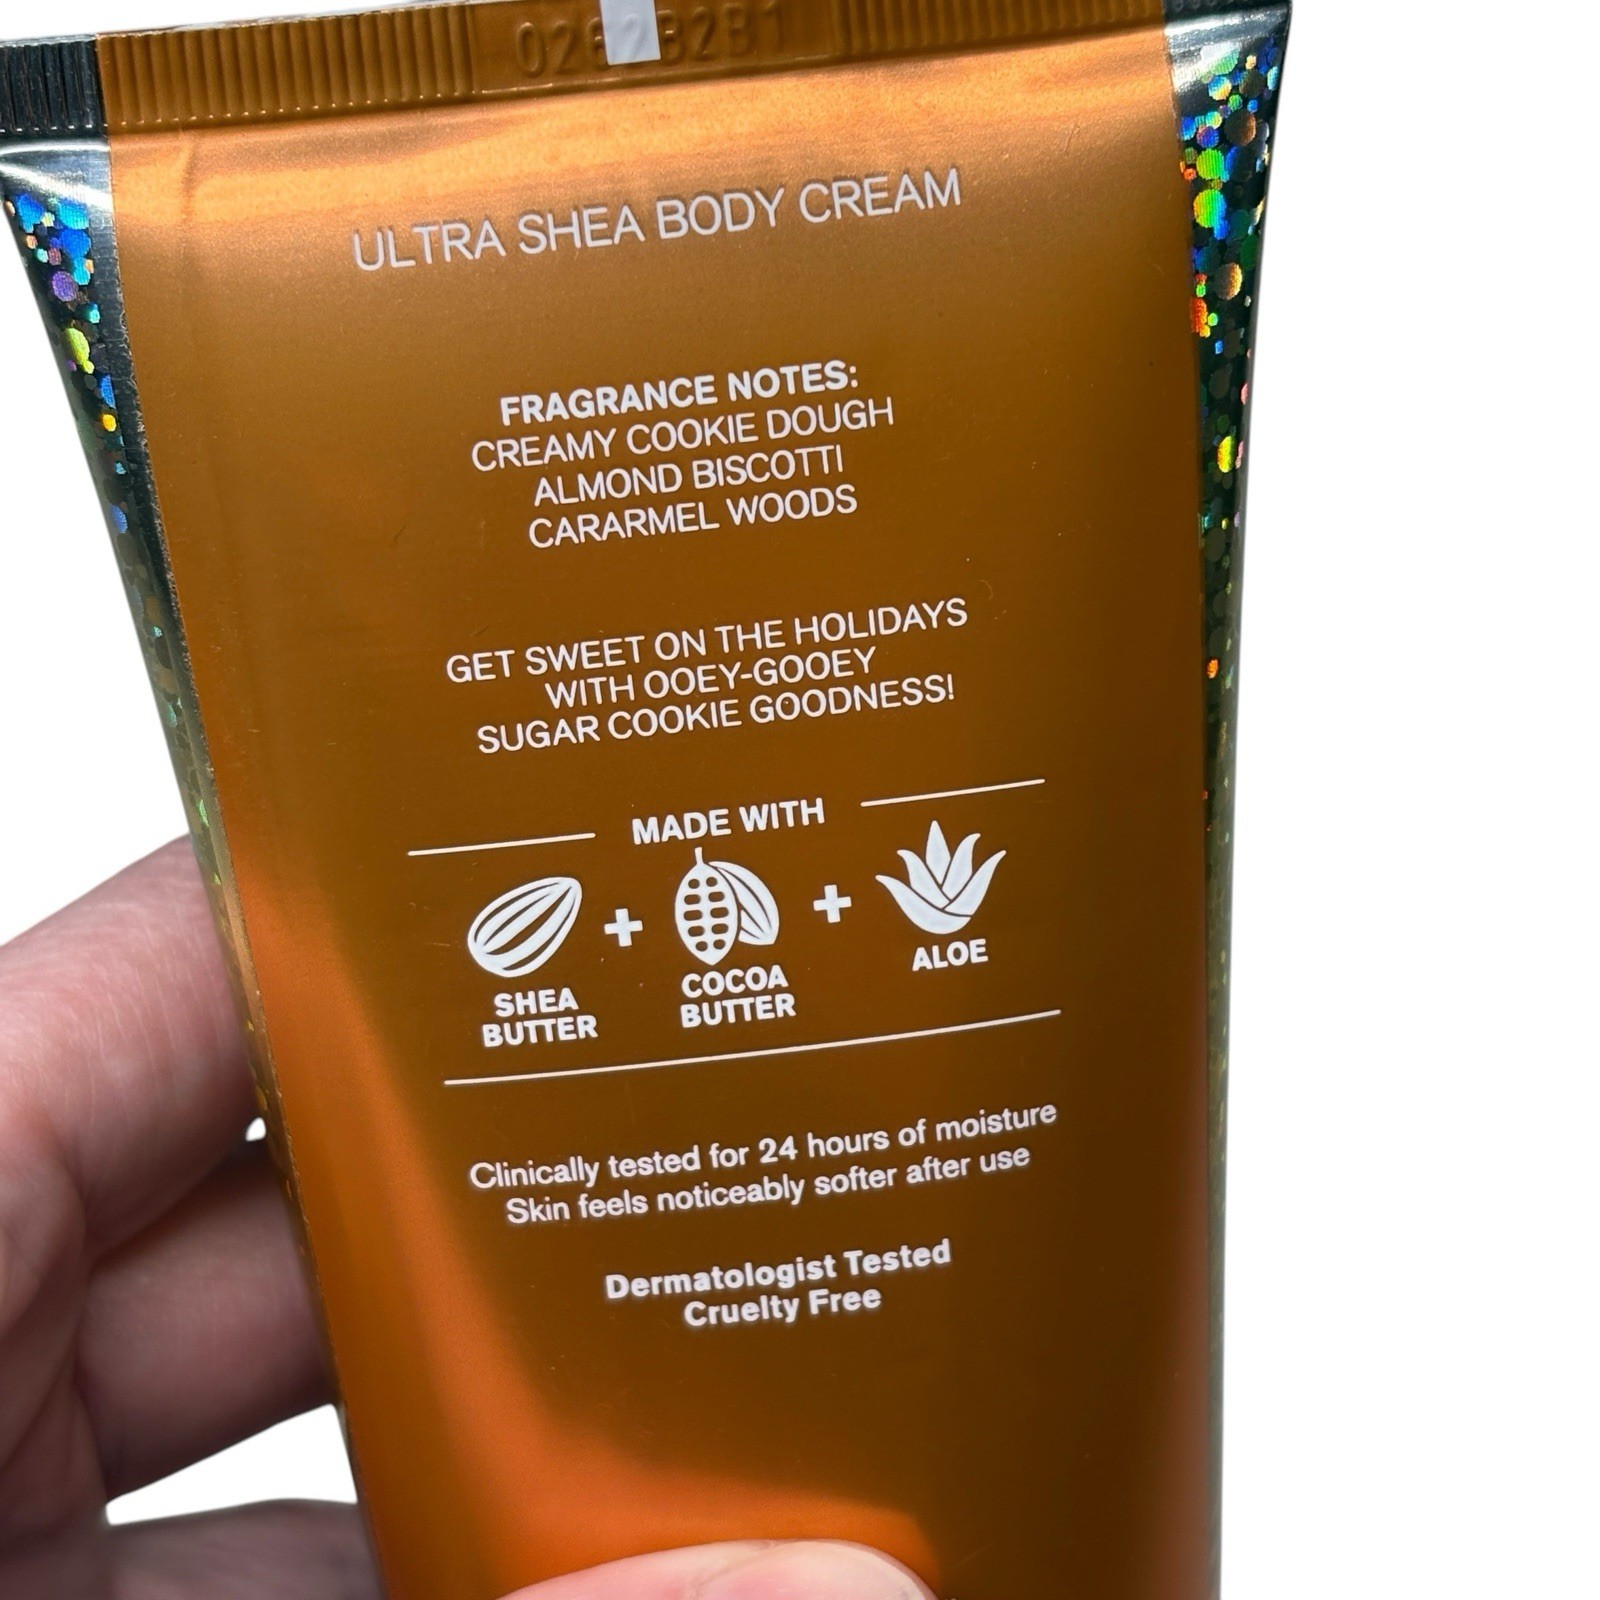 ULTRA SHEA BODY CREAM
FRAGRANCE NOTES:
CREAMY COOKIE DOUGH
ALMOND BISCOTTI
CARARMEL WOODS
GET SWEET ON THE HOLIDAYS
WITH OOEY-GOOEY
SUGAR COOKIE GOODNESS!
MADE WITH
SHEA BUTTER
+
COCOA BUTTER
+
ALOE
Clinically tested for 24 hours of moisture
Skin feels noticeably softer after use
Dermatologist Tested
Cruelty Free